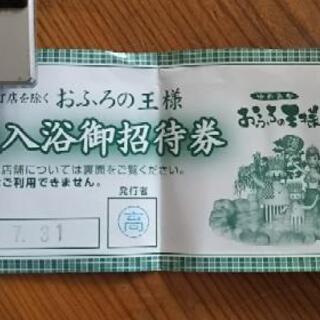 町店を除く おふろの王様
入浴御招待券
店舗については裏面をご覧ください。
ご利用できません。
発行者
7. 31
高
おふろの王様